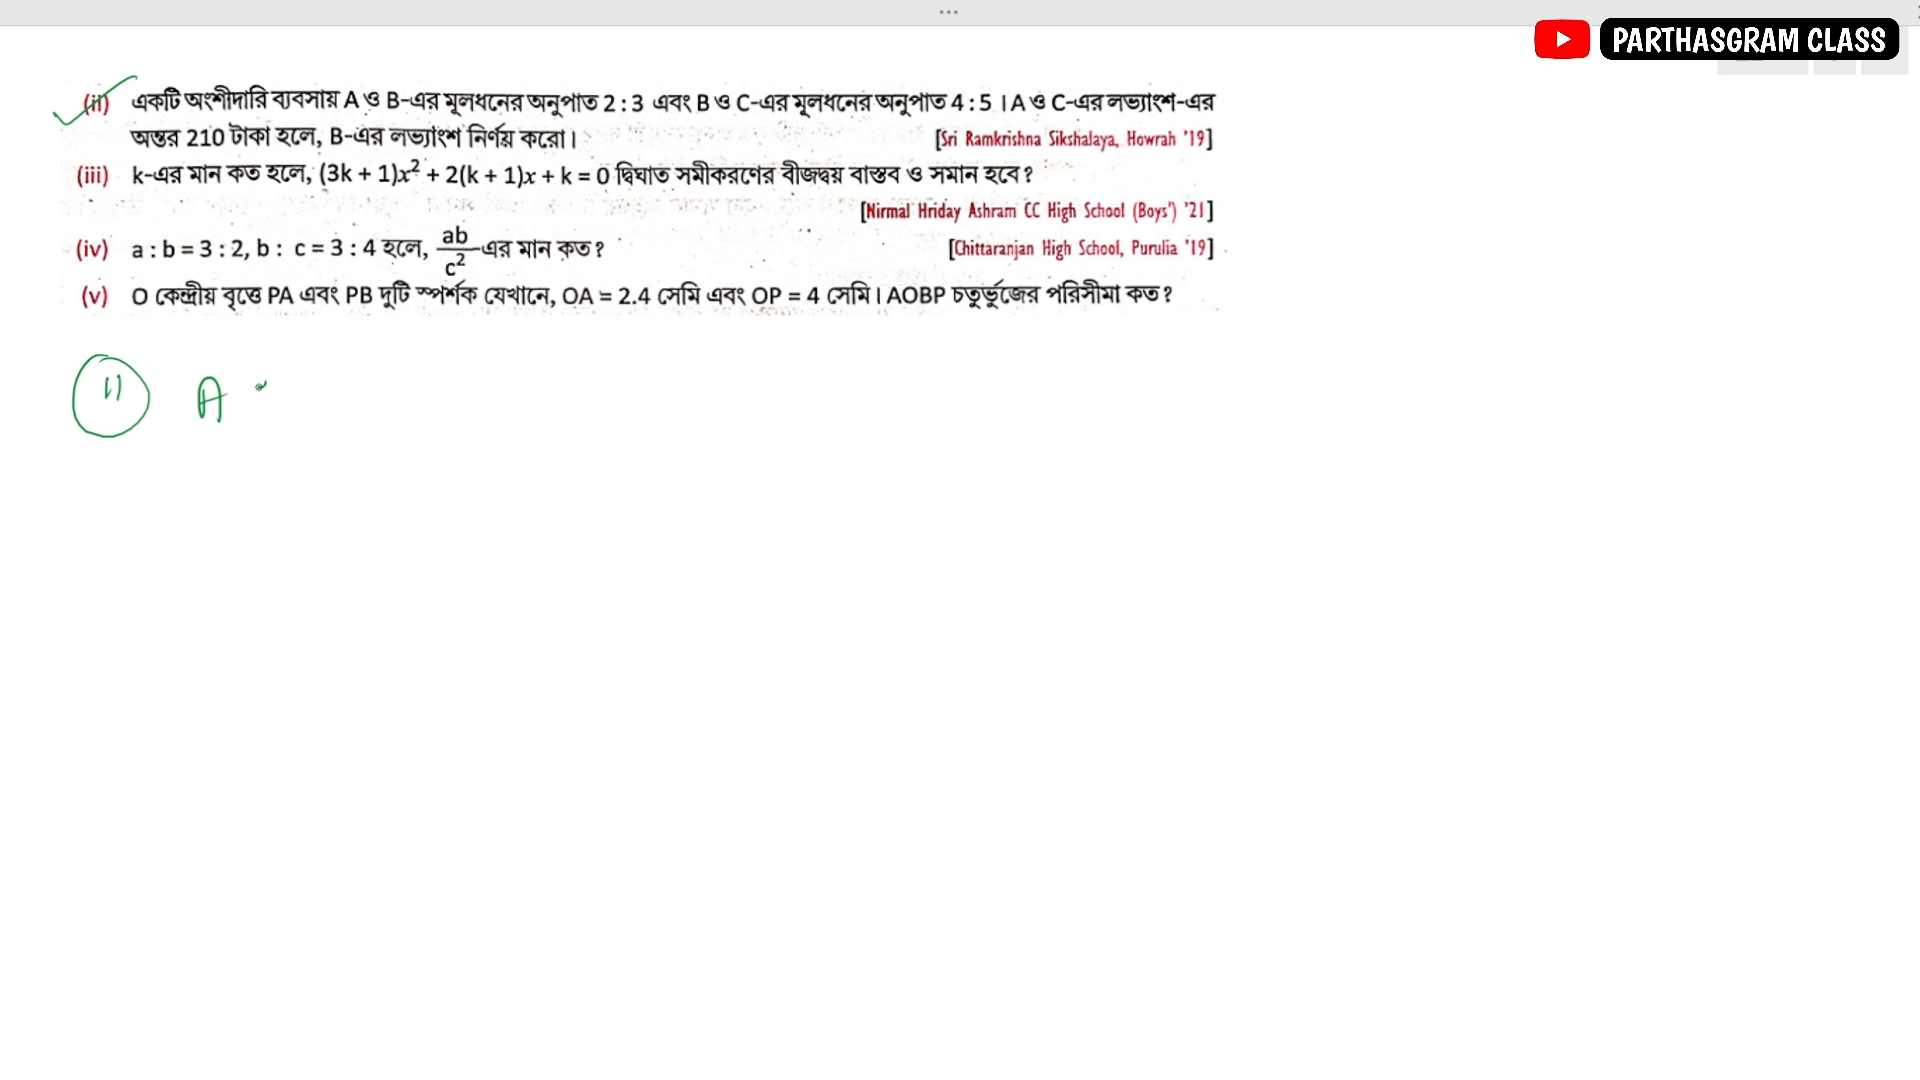 PARTHASGRAM CLASS
(ii) একটি অংশীদারি ব্যবসায় A ও B-এর মূলধনের অনুপাত 2 : 3 এবং B ও C-এর মূলধনের অনুপাত 4 : 5 । A ও C-এর লভ্যাংশ-এর
অন্তর 210 টাকা হলে, B-এর লভ্যাংশ নির্ণয় করো। [Sri Ramkrishna Sikshalaya, Howrah '19]
(iii) k-এর মান কত হলে, (3k + 1)x² + 2(k + 1)x + k = 0 দ্বিঘাত সমীকরণের বীজদ্বয় বাস্তব ও সমান হবে?
[Nirmal Hriday Ashram CC High School (Boys') '21]
(iv) a : b = 3 : 2, b : c = 3 : 4 হলে, ab/c² এর মান কত? [Chittaranjan High School, Purulia '19]
(v) O কেন্দ্রীয় বৃত্তে PA এবং PB দুটি স্পর্শক যেখানে, OA = 2.4 সেমি এবং OP = 4 সেমি। AOBP চতুর্ভুজের পরিসীমা কত?
11 A